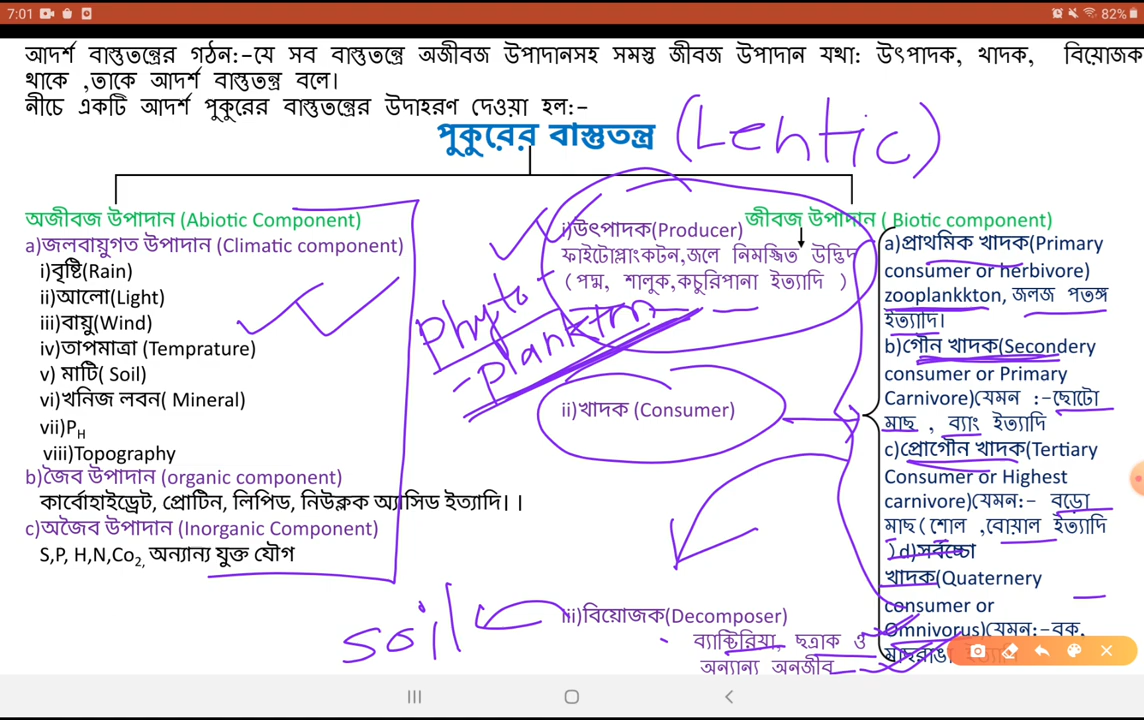 7:01 82%
আদর্শ বাস্তুতন্ত্রের গঠন:-যে সব বাস্তুতন্ত্রে অজীবজ উপাদানসহ সমস্ত জীবজ উপাদান যথা: উৎপাদক, খাদক, বিয়োজক
থাকে ,তাকে আদর্শ বাস্তুতন্ত্র বলে।
নীচে একটি আদর্শ পুকুরের বাস্তুতন্ত্রের উদাহরণ দেওয়া হল:-
পুকুরের বাস্তুতন্ত্র (Lentic)
অজীবজ উপাদান (Abiotic Component)
a)জলবায়ুগত উপাদান (Climatic component)
i)বৃষ্টি(Rain)
ii)আলো(Light)
iii)বায়ু(Wind)
iv)তাপমাত্রা (Temprature)
v) মাটি( Soil)
vi)খনিজ লবন( Mineral)
vii)PH
viii)Topography
b)জৈব উপাদান (organic component)
কার্বোহাইড্রেট, প্রোটিন, লিপিড, নিউক্লক অ্যাসিড ইত্যাদি।।
c)অজৈব উপাদান (Inorganic Component)
S,P, H,N,Co2, অন্যান্য যুক্ত যৌগ
জীবজ উপাদান ( Biotic Component)
i)উৎপাদক(Producer)
ফাইটোপ্লাংকটন,জলে নিমজ্জিত উদ্ভিদ
(পদ্ম, শালুক,কচুরিপানা ইত্যাদি )
Phyto-
-plankton
ii)খাদক (Consumer)
a)প্রাথমিক খাদক(Primary
consumer or herbivore)
zooplankkton, জলজ পতঙ্গ
ইত্যাদি।
b)গৌন খাদক(Secondery
consumer or Primary
Carnivore)(যেমন :-ছোটো
মাছ , ব্যাং ইত্যাদি
c)প্রোগৌন খাদক(Tertiary
Consumer or Highest
carnivore)(যেমন:- বড়ো
মাছ(শোল ,বোয়াল ইত্যাদি
)d)সর্বচ্চো
খাদক(Quaternery
consumer or
Omnivorus)(যেমন:-বক,
মাছরাঙা ইত্যাদি
iii)বিয়োজক(Decomposer)
ব্যাক্টিরিয়া, ছত্রাক ও
অন্যান্য অনজীব
soil